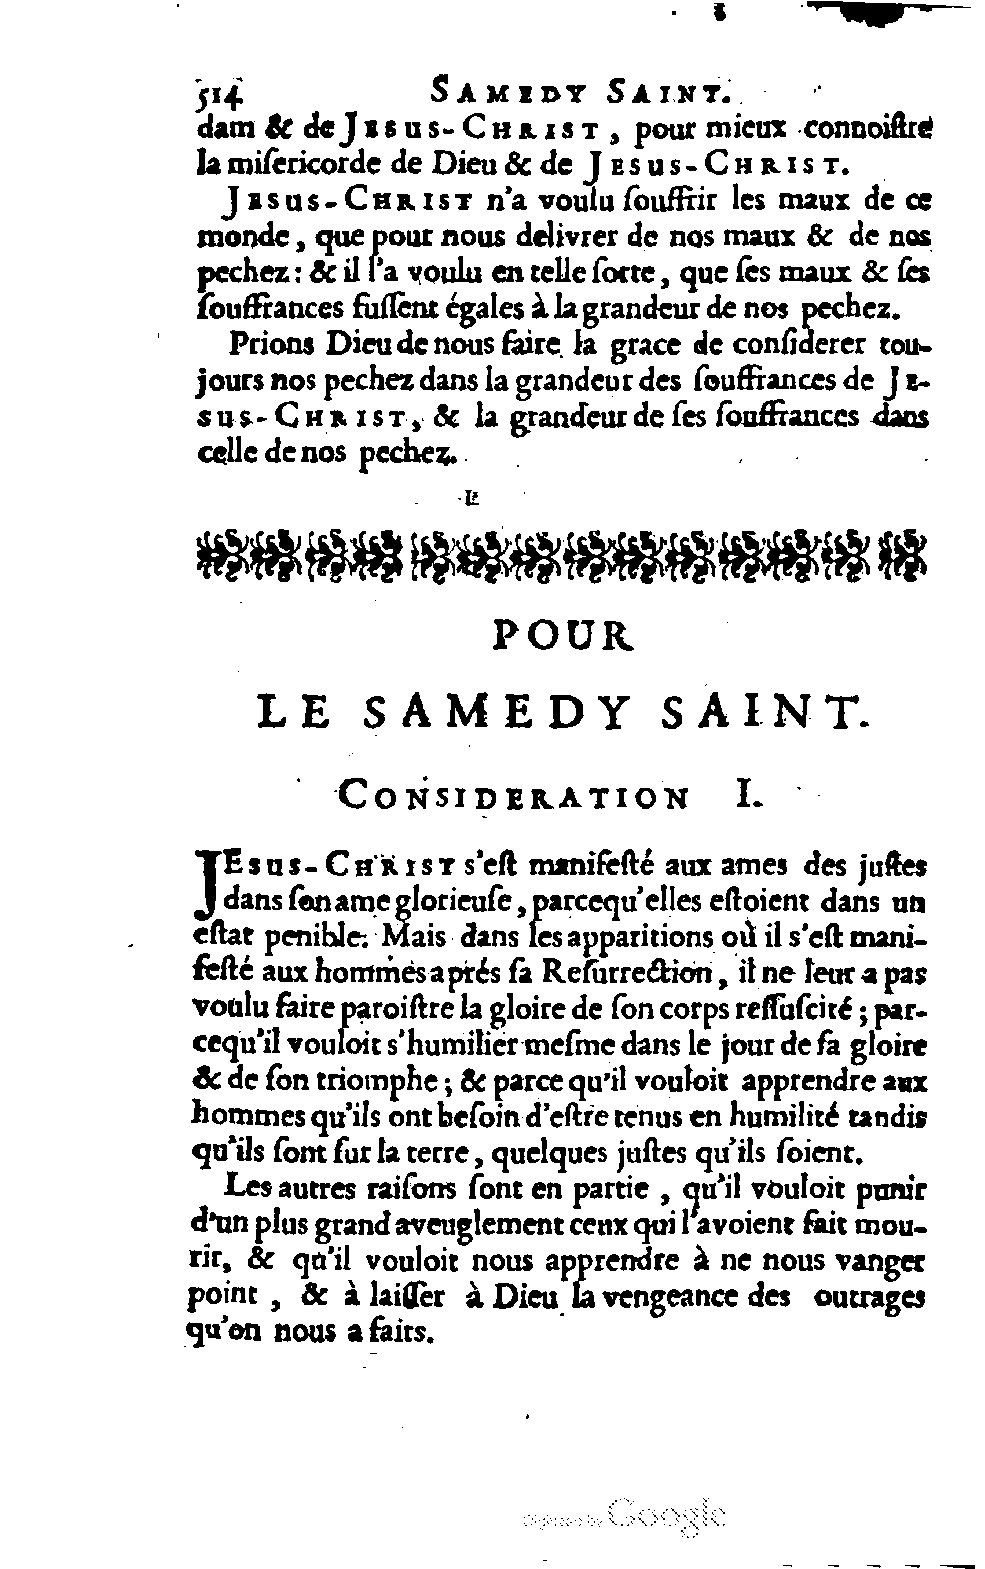 514 SAMEDY SAINT.
dam & de JESUS-CHRIST, pour mieux connoiſtre
la miſericorde de Dieu & de JESUS-CHRIST.
JESUS-CHRIST n'a voulu ſouffrir les maux de ce
monde, que pour nous delivrer de nos maux & de nos
pechez : & il l'a voulu en telle ſorte, que ſes maux & ſes
ſouffrances fuſſent égales à la grandeur de nos pechez.
Prions Dieu de nous faire la grace de conſiderer tou-
jours nos pechez dans la grandeur des ſouffrances de JE-
SUS-CHRIST, & la grandeur de ſes ſouffrances dans
celle de nos pechez.
POUR
LE SAMEDY SAINT.
CONSIDERATION I.
JESUS-CHRIST s'eſt manifeſté aux ames des juſtes
dans ſon ame glorieuſe, parcequ'elles eſtoient dans un
eſtat penible. Mais dans les apparitions où il s'eſt mani-
feſté aux hommes aprés ſa Reſurrection, il ne leur a pas
voulu faire paroiſtre la gloire de ſon corps reſſuſcité ; par-
cequ'il vouloit s'humilier meſme dans le jour de ſa gloire
& de ſon triomphe ; & parce qu'il vouloit apprendre aux
hommes qu'ils ont beſoin d'eſtre tenus en humilité tandis
qu'ils ſont ſur la terre, quelques juſtes qu'ils ſoient.
Les autres raiſons ſont en partie, qu'il vouloit punir
d'un plus grand aveuglement ceux qui l'avoient fait mou-
rir, & qu'il vouloit nous apprendre à ne nous vanger
point, & à laiſſer à Dieu la vengeance des outrages
qu'on nous a faits.
Digitized by Google